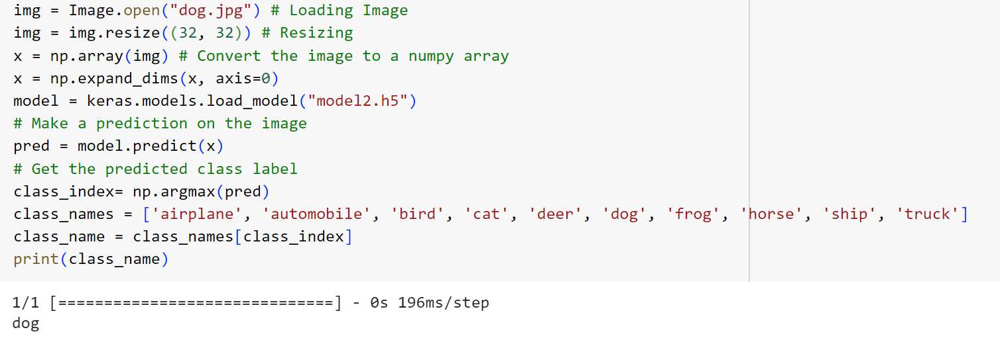 img = Image.open("dog.jpg") # Loading Image
img = img.resize((32, 32)) # Resizing
x = np.array(img) # Convert the image to a numpy array
x = np.expand_dims(x, axis=0)
model = keras.models.load_model("model2.h5")
# Make a prediction on the image
pred = model.predict(x)
# Get the predicted class label
class_index= np.argmax(pred)
class_names = ['airplane', 'automobile', 'bird', 'cat', 'deer', 'dog', 'frog', 'horse', 'ship', 'truck']
class_name = class_names[class_index]
print(class_name)
1/1 [==============================] - 0s 196ms/step
dog